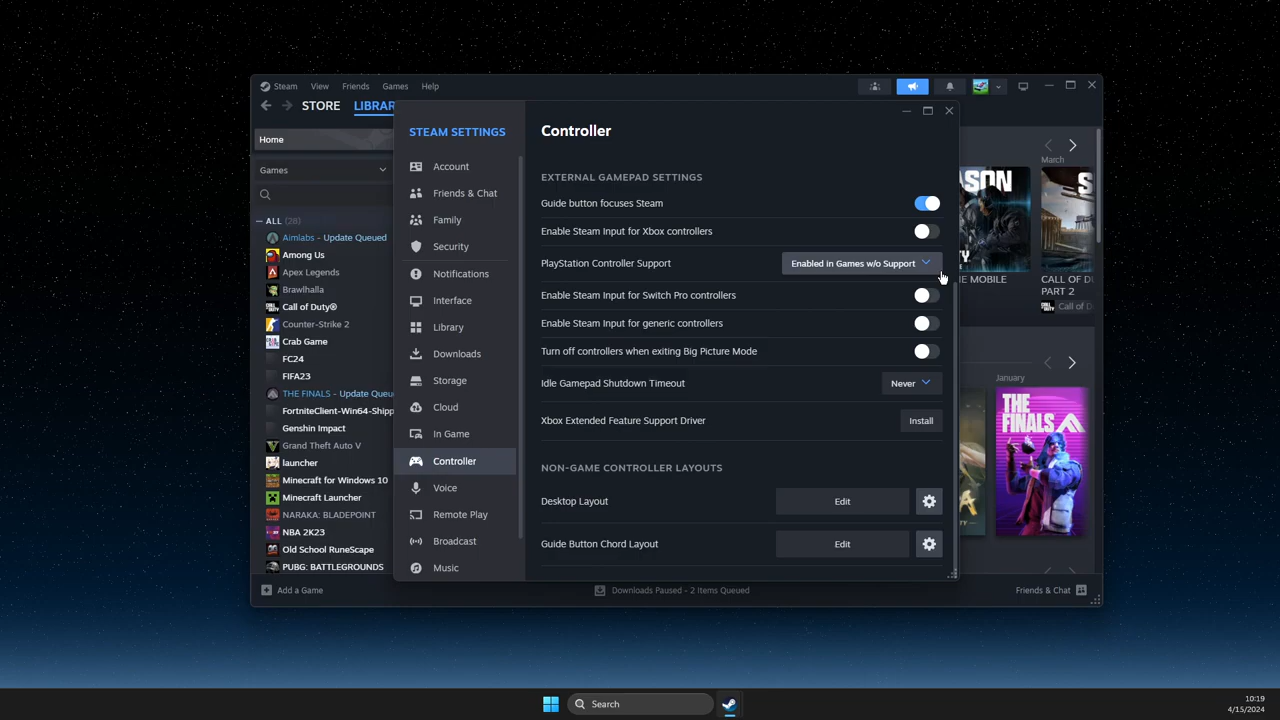 Steam View Friends Games Help
STORE LIBRAR
Home
Games
ALL (28)
Aimlabs - Update Queued
Among Us
Apex Legends
Brawlhalla
Call of Duty®
Counter-Strike 2
Crab Game
FC24
FIFA23
THE FINALS - Update Queu
FortniteClient-Win64-Shipp
Genshin Impact
Grand Theft Auto V
launcher
Minecraft for Windows 10
Minecraft Launcher
NARAKA: BLADEPOINT
NBA 2K23
Old School RuneScape
PUBG: BATTLEGROUNDS
STEAM SETTINGS
Account
Friends & Chat
Family
Security
Notifications
Interface
Library
Downloads
Storage
Cloud
In Game
Controller
Voice
Remote Play
Broadcast
Music
Controller
EXTERNAL GAMEPAD SETTINGS
Guide button focuses Steam
Enable Steam Input for Xbox controllers
PlayStation Controller Support Enabled in Games w/o Support
Enable Steam Input for Switch Pro controllers
Enable Steam Input for generic controllers
Turn off controllers when exiting Big Picture Mode
Idle Gamepad Shutdown Timeout Never
Xbox Extended Feature Support Driver Install
NON-GAME CONTROLLER LAYOUTS
Desktop Layout Edit
Guide Button Chord Layout Edit
March
SON
E MOBILE
CALL OF D
PART 2
Call of D
January
THE
FINALS
Add a Game
Downloads Paused - 2 Items Queued
Friends & Chat
Search
10:19
4/15/2024